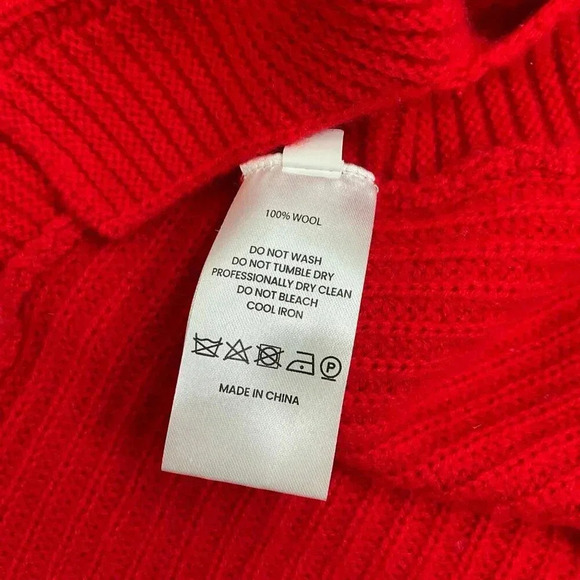 100% WOOL
DO NOT WASH
DO NOT TUMBLE DRY
PROFESSIONALLY DRY CLEAN
DO NOT BLEACH
COOL IRON
P
MADE IN CHINA